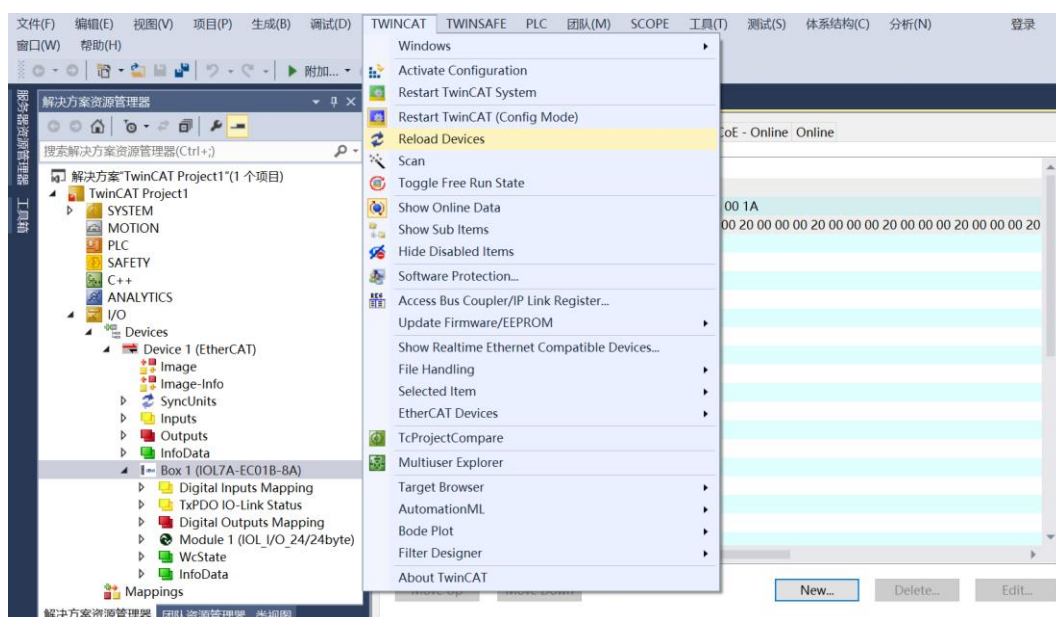 文件(F) 编辑(E) 视图(V) 项目(P) 生成(B) 调试(D) TWINCAT TWINSAFE PLC 团队(M) SCOPE 工具(T) 测试(S) 体系结构(C) 分析(N) 登录
窗口(W) 帮助(H)
附加...
服务器资源管理器
工具箱
解决方案资源管理器
搜索解决方案资源管理器(Ctrl+;)
解决方案"TwinCAT Project1"(1 个项目)
TwinCAT Project1
SYSTEM
MOTION
PLC
SAFETY
C++
ANALYTICS
I/O
Devices
Device 1 (EtherCAT)
Image
Image-Info
SyncUnits
Inputs
Outputs
InfoData
Box 1 (IOL7A-EC01B-8A)
Digital Inputs Mapping
TxPDO IO-Link Status
Digital Outputs Mapping
Module 1 (IOL_I/O_24/24byte)
WcState
InfoData
Mappings
解决方案资源管理器 团队资源管理器 类视图
Windows
Activate Configuration
Restart TwinCAT System
Restart TwinCAT (Config Mode)
Reload Devices
Scan
Toggle Free Run State
Show Online Data
Show Sub Items
Hide Disabled Items
Software Protection...
Access Bus Coupler/IP Link Register...
Update Firmware/EEPROM
Show Realtime Ethernet Compatible Devices...
File Handling
Selected Item
EtherCAT Devices
TcProjectCompare
Multiuser Explorer
Target Browser
AutomationML
Bode Plot
Filter Designer
About TwinCAT
CoE - Online Online
00 1A
00 20 00 00 00 20 00 00 00 20 00 00 00 20 00 00 00 20
Move Up Move Down New... Delete... Edit...